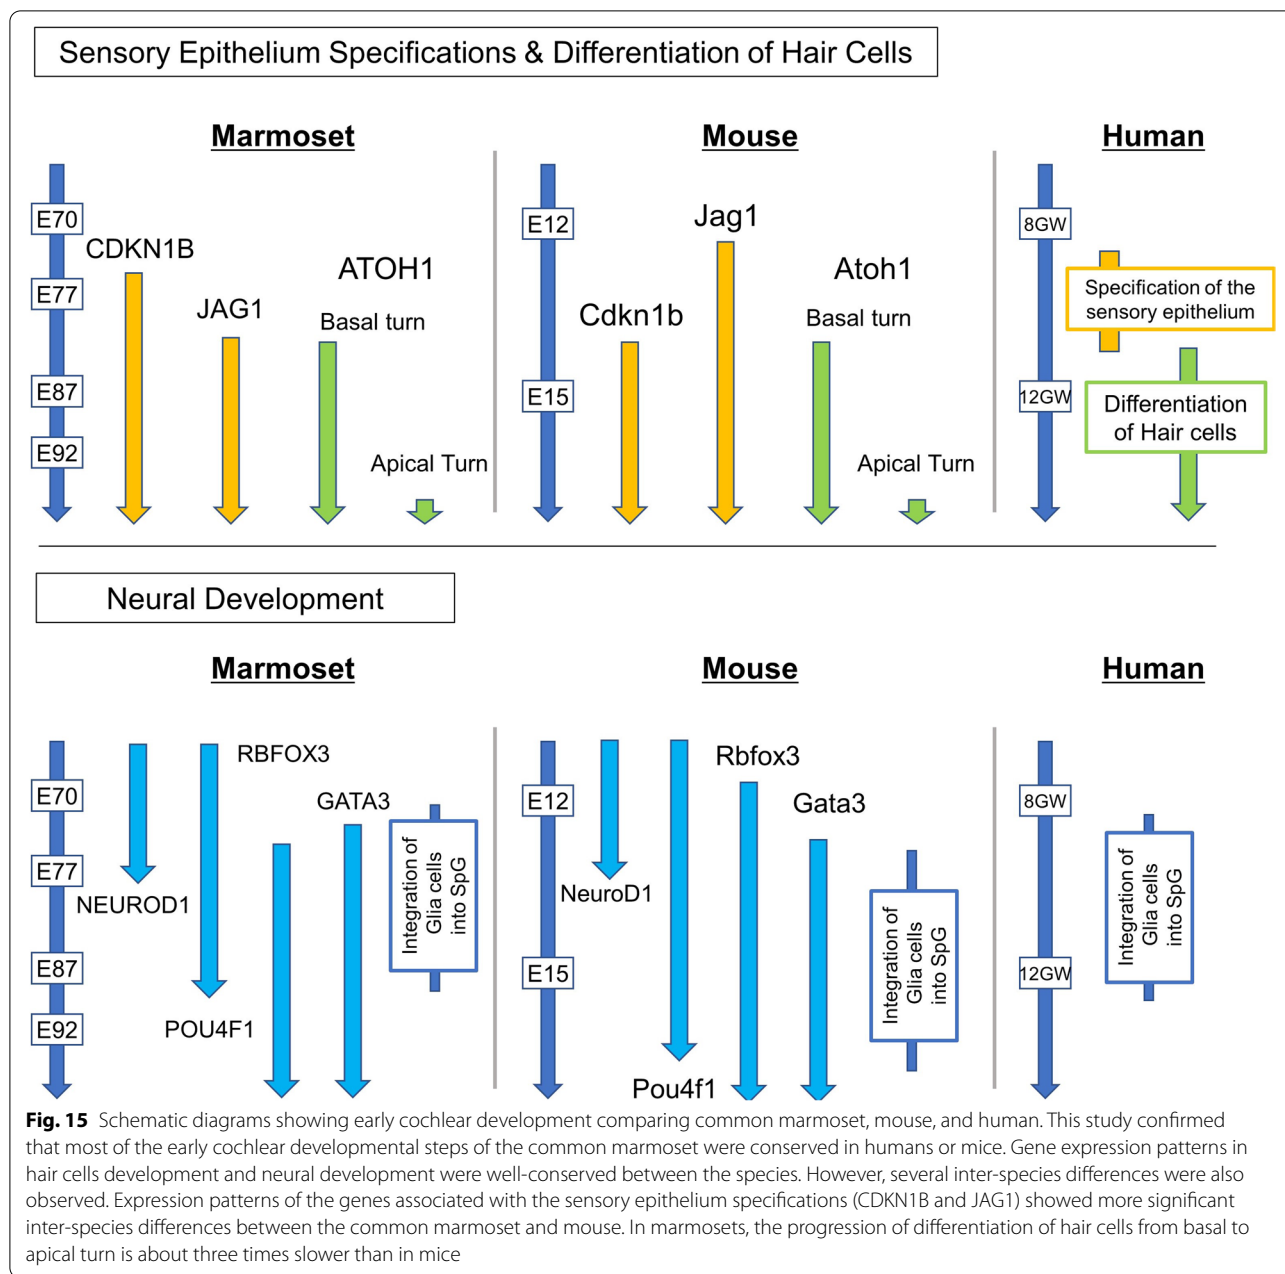 Sensory Epithelium Specifications & Differentiation of Hair Cells
Marmoset
E70
E77
E87
E92
CDKN1B
JAG1
ATOH1
Basal turn
Apical Turn
Mouse
E12
E15
Cdkn1b
Jag1
Atoh1
Basal turn
Apical Turn
Human
8GW
12GW
Specification of the
sensory epithelium
Differentiation
of Hair cells
Neural Development
Marmoset
E70
E77
E87
E92
NEUROD1
POU4F1
RBFOX3
GATA3
Integration of
Glia cells
into SpG
Mouse
E12
E15
NeuroD1
Pou4f1
Rbfox3
Gata3
Integration of
Glia cells
into SpG
Human
8GW
12GW
Integration of
Glia cells
into SpG
Fig. 15 Schematic diagrams showing early cochlear development comparing common marmoset, mouse, and human. This study confirmed
that most of the early cochlear developmental steps of the common marmoset were conserved in humans or mice. Gene expression patterns in
hair cells development and neural development were well-conserved between the species. However, several inter-species differences were also
observed. Expression patterns of the genes associated with the sensory epithelium specifications (CDKN1B and JAG1) showed more significant
inter-species differences between the common marmoset and mouse. In marmosets, the progression of differentiation of hair cells from basal to
apical turn is about three times slower than in mice